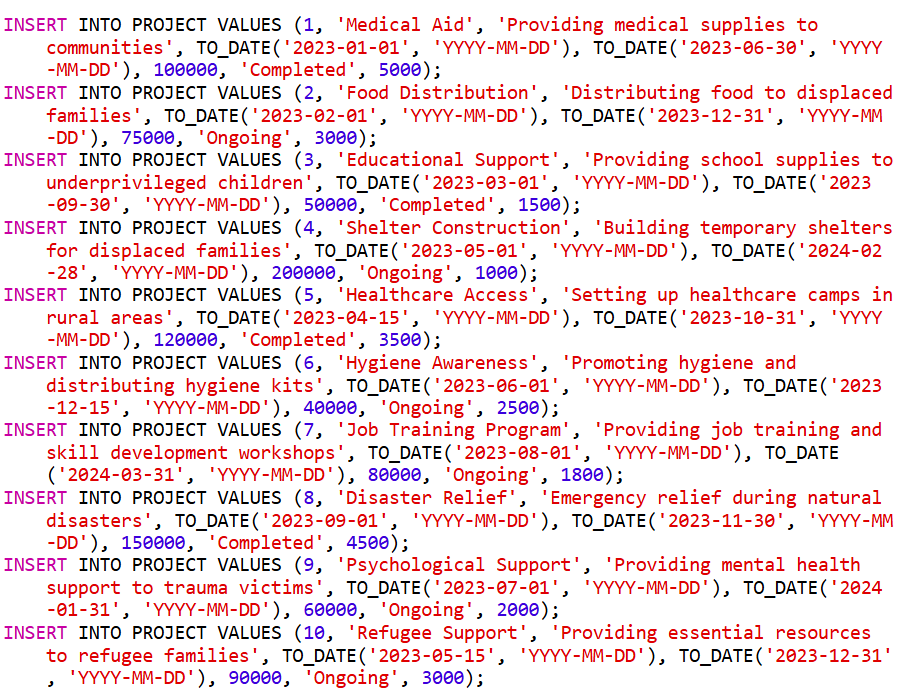 INSERT INTO PROJECT VALUES (1, 'Medical Aid', 'Providing medical supplies to
communities', TO_DATE('2023-01-01', 'YYYY-MM-DD'), TO_DATE('2023-06-30', 'YYYY
-MM-DD'), 100000, 'Completed', 5000);
INSERT INTO PROJECT VALUES (2, 'Food Distribution', 'Distributing food to displaced
families', TO_DATE('2023-02-01', 'YYYY-MM-DD'), TO_DATE('2023-12-31', 'YYYY-MM
-DD'), 75000, 'Ongoing', 3000);
INSERT INTO PROJECT VALUES (3, 'Educational Support', 'Providing school supplies to
underprivileged children', TO_DATE('2023-03-01', 'YYYY-MM-DD'), TO_DATE('2023
-09-30', 'YYYY-MM-DD'), 50000, 'Completed', 1500);
INSERT INTO PROJECT VALUES (4, 'Shelter Construction', 'Building temporary shelters
for displaced families', TO_DATE('2023-05-01', 'YYYY-MM-DD'), TO_DATE('2024-02
-28', 'YYYY-MM-DD'), 200000, 'Ongoing', 1000);
INSERT INTO PROJECT VALUES (5, 'Healthcare Access', 'Setting up healthcare camps in
rural areas', TO_DATE('2023-04-15', 'YYYY-MM-DD'), TO_DATE('2023-10-31', 'YYYY
-MM-DD'), 120000, 'Completed', 3500);
INSERT INTO PROJECT VALUES (6, 'Hygiene Awareness', 'Promoting hygiene and
distributing hygiene kits', TO_DATE('2023-06-01', 'YYYY-MM-DD'), TO_DATE('2023
-12-15', 'YYYY-MM-DD'), 40000, 'Ongoing', 2500);
INSERT INTO PROJECT VALUES (7, 'Job Training Program', 'Providing job training and
skill development workshops', TO_DATE('2023-08-01', 'YYYY-MM-DD'), TO_DATE
('2024-03-31', 'YYYY-MM-DD'), 80000, 'Ongoing', 1800);
INSERT INTO PROJECT VALUES (8, 'Disaster Relief', 'Emergency relief during natural
disasters', TO_DATE('2023-09-01', 'YYYY-MM-DD'), TO_DATE('2023-11-30', 'YYYY-MM
-DD'), 150000, 'Completed', 4500);
INSERT INTO PROJECT VALUES (9, 'Psychological Support', 'Providing mental health
support to trauma victims', TO_DATE('2023-07-01', 'YYYY-MM-DD'), TO_DATE('2024
-01-31', 'YYYY-MM-DD'), 60000, 'Ongoing', 2000);
INSERT INTO PROJECT VALUES (10, 'Refugee Support', 'Providing essential resources
to refugee families', TO_DATE('2023-05-15', 'YYYY-MM-DD'), TO_DATE('2023-12-31'
, 'YYYY-MM-DD'), 90000, 'Ongoing', 3000);